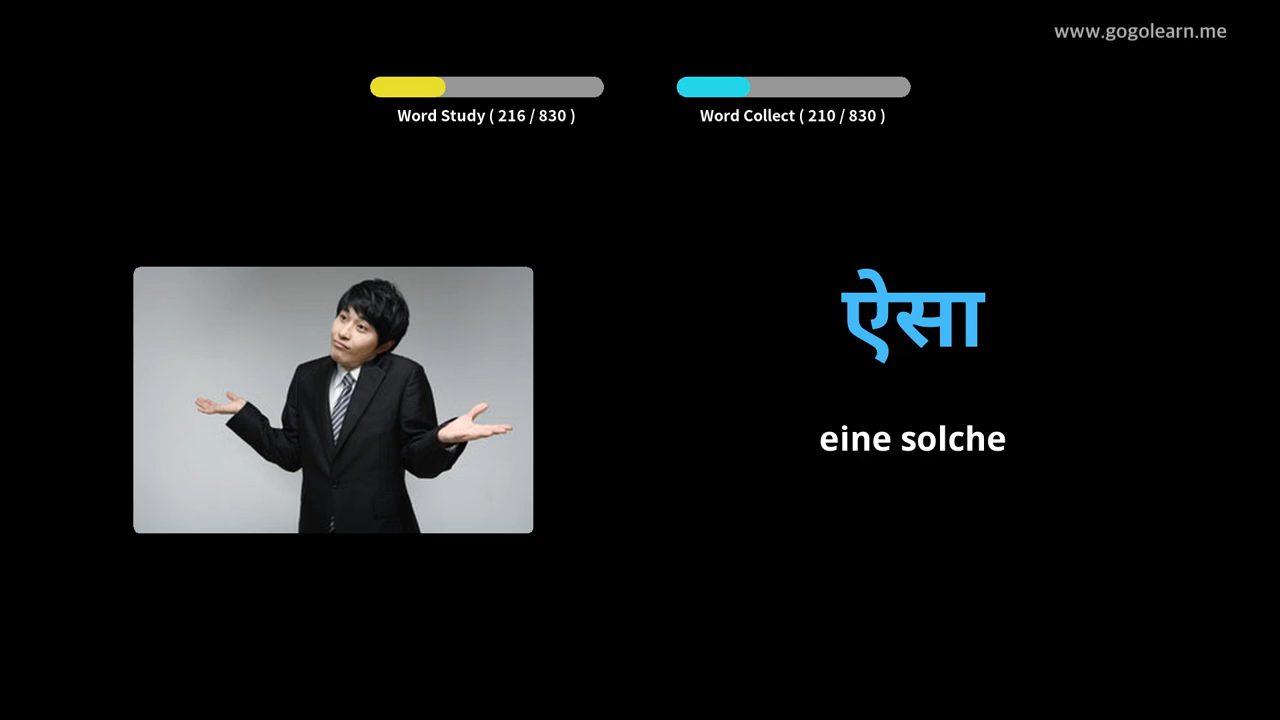 www.gogolearn.me
Word Study ( 216 / 830 )
Word Collect ( 210 / 830 )
ऐसा
eine solche